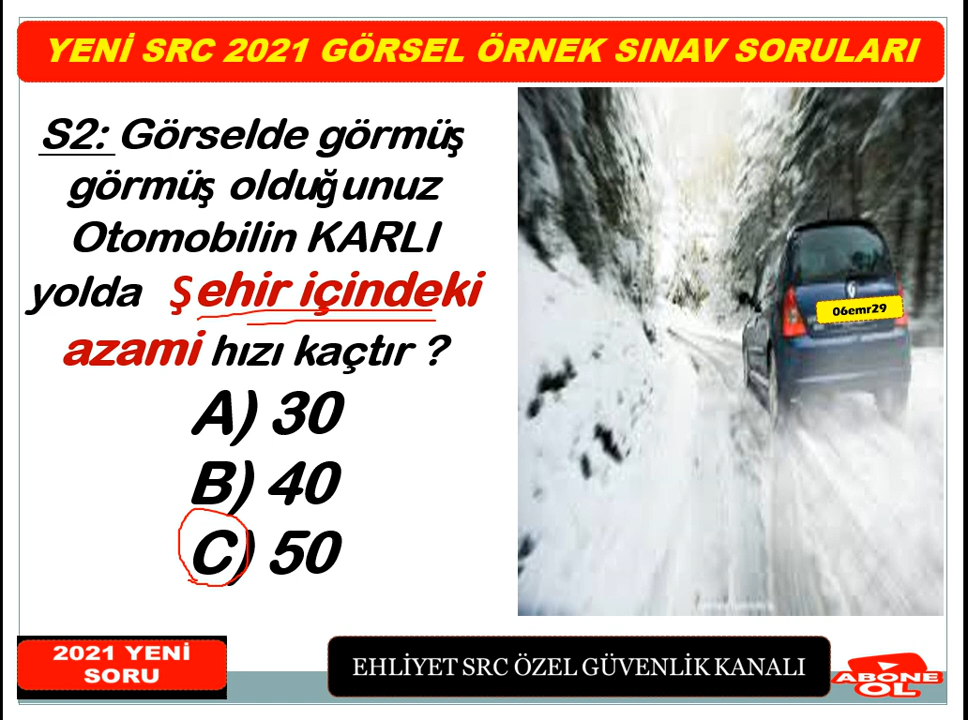 YENİ SRC 2021 GÖRSEL ÖRNEK SINAV SORULARI
S2: Görselde görmüş
görmüş olduğunuz
Otomobilin KARLI
yolda Şehir içindeki
azami hızı kaçtır ?
A) 30
B) 40
C) 50
06emr29
2021 YENİ
SORU
EHLİYET SRC ÖZEL GÜVENLİK KANALI
ABONE
OL